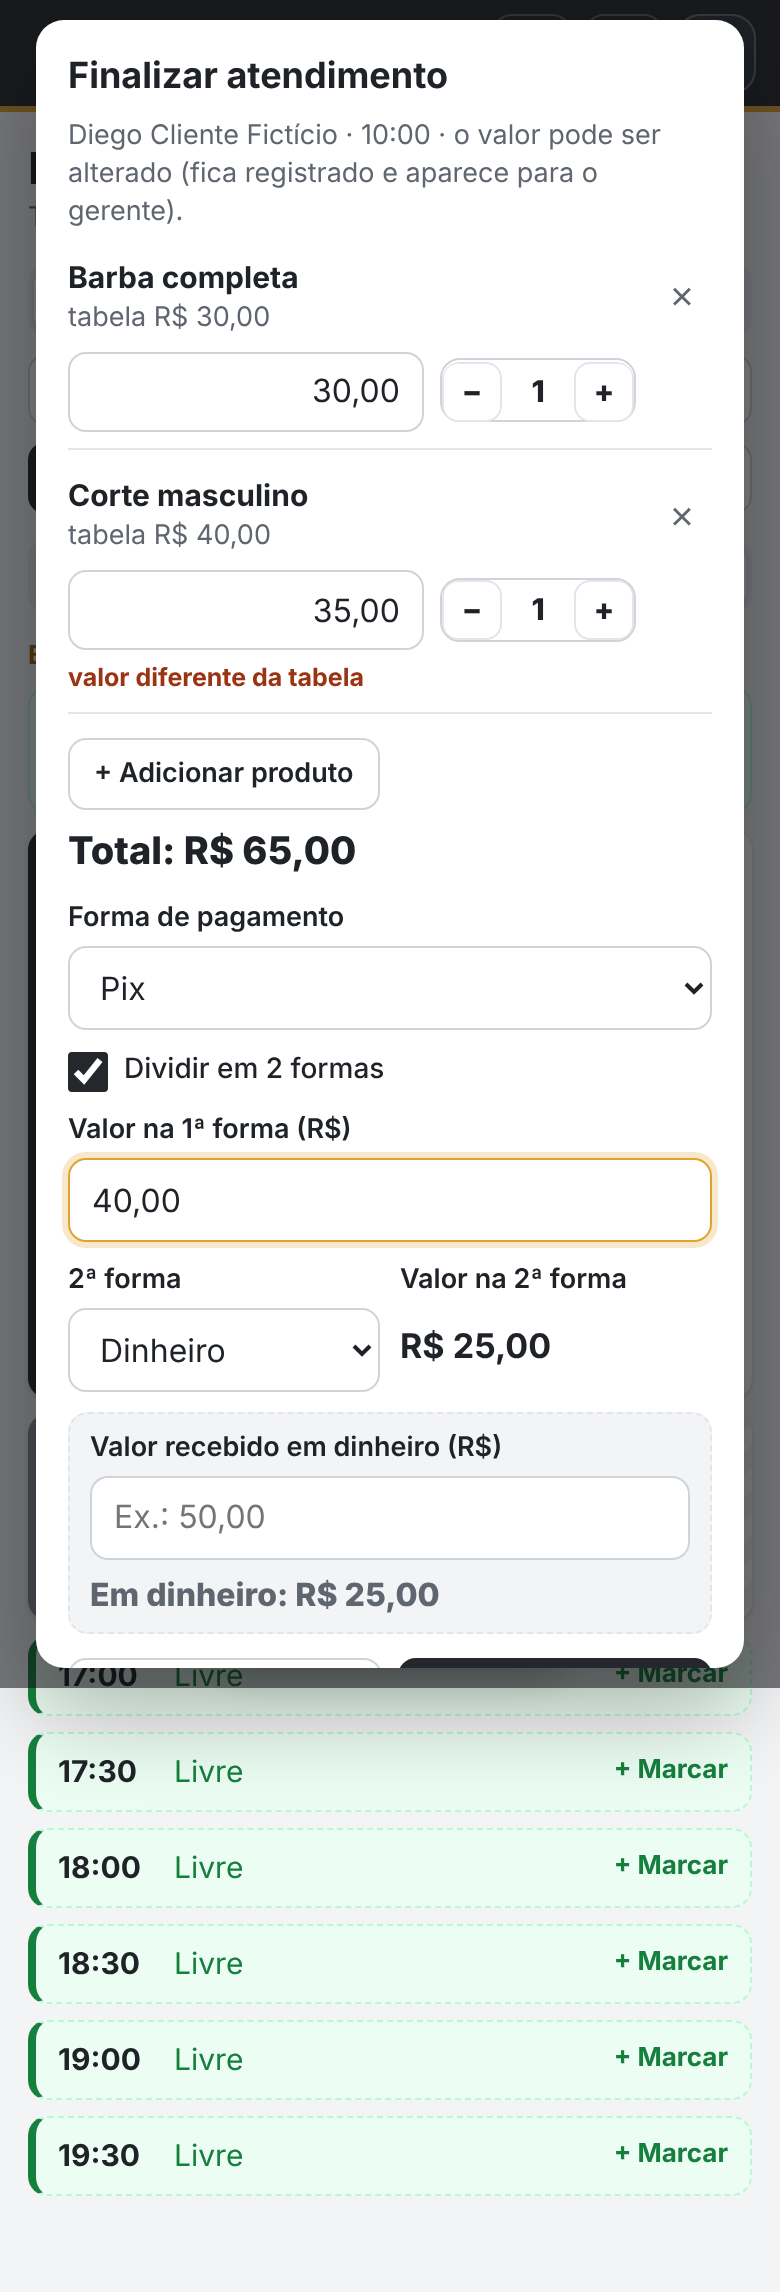 Finalizar atendimento
Diego Cliente Fictício · 10:00 · o valor pode ser
alterado (fica registrado e aparece para o
gerente).
Barba completa
tabela R$ 30,00
×
30,00
− 1 +
Corte masculino
tabela R$ 40,00
×
35,00
− 1 +
valor diferente da tabela
+ Adicionar produto
Total: R$ 65,00
Forma de pagamento
Pix
Dividir em 2 formas
Valor na 1ª forma (R$)
40,00
2ª forma
Valor na 2ª forma
Dinheiro
R$ 25,00
Valor recebido em dinheiro (R$)
Ex.: 50,00
Em dinheiro: R$ 25,00
17:00 Livre + Marcar
17:30 Livre + Marcar
18:00 Livre + Marcar
18:30 Livre + Marcar
19:00 Livre + Marcar
19:30 Livre + Marcar